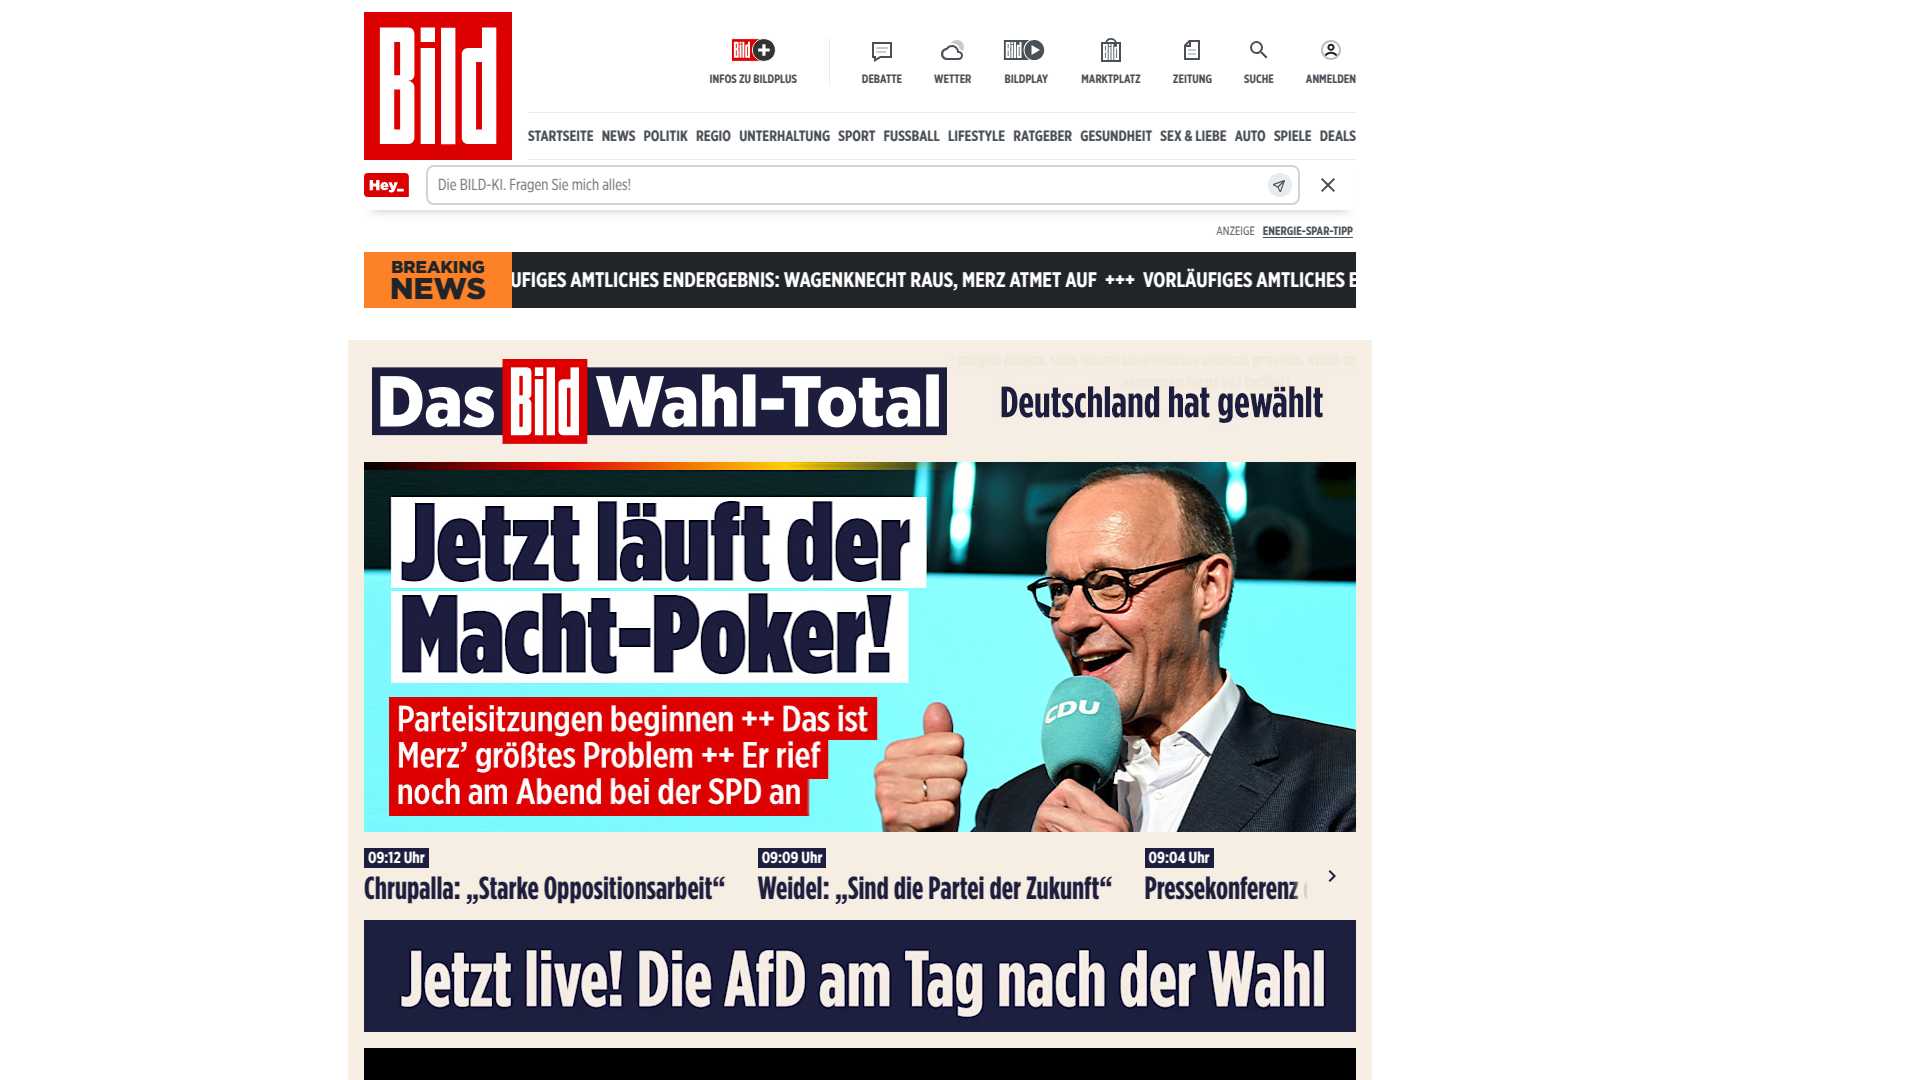 Bild
Bild
INFOS ZU BILDPLUS
DEBATTE
WETTER
Bild
BILDPLAY
Bild
MARKTPLATZ
ZEITUNG
SUCHE
ANMELDEN
STARTSEITE NEWS POLITIK REGIO UNTERHALTUNG SPORT FUSSBALL LIFESTYLE RATGEBER GESUNDHEIT SEX & LIEBE AUTO SPIELE DEALS
Hey_
Die BILD-KI. Fragen Sie mich alles!
ANZEIGE ENERGIE-SPAR-TIPP
BREAKING
NEWS
UFIGES AMTLICHES ENDERGEBNIS: WAGENKNECHT RAUS, MERZ ATMET AUF +++ VORLÄUFIGES AMTLICHES E
Das Bild Wahl-Total
Deutschland hat gewählt
Jetzt läuft der
Macht-Poker!
Parteisitzungen beginnen ++ Das ist
Merz’ größtes Problem ++ Er rief
noch am Abend bei der SPD an
CDU
09:12 Uhr
Chrupalla: „Starke Oppositionsarbeit“
09:09 Uhr
Weidel: „Sind die Partei der Zukunft“
09:04 Uhr
Pressekonferenz
Jetzt live! Die AfD am Tag nach der Wahl